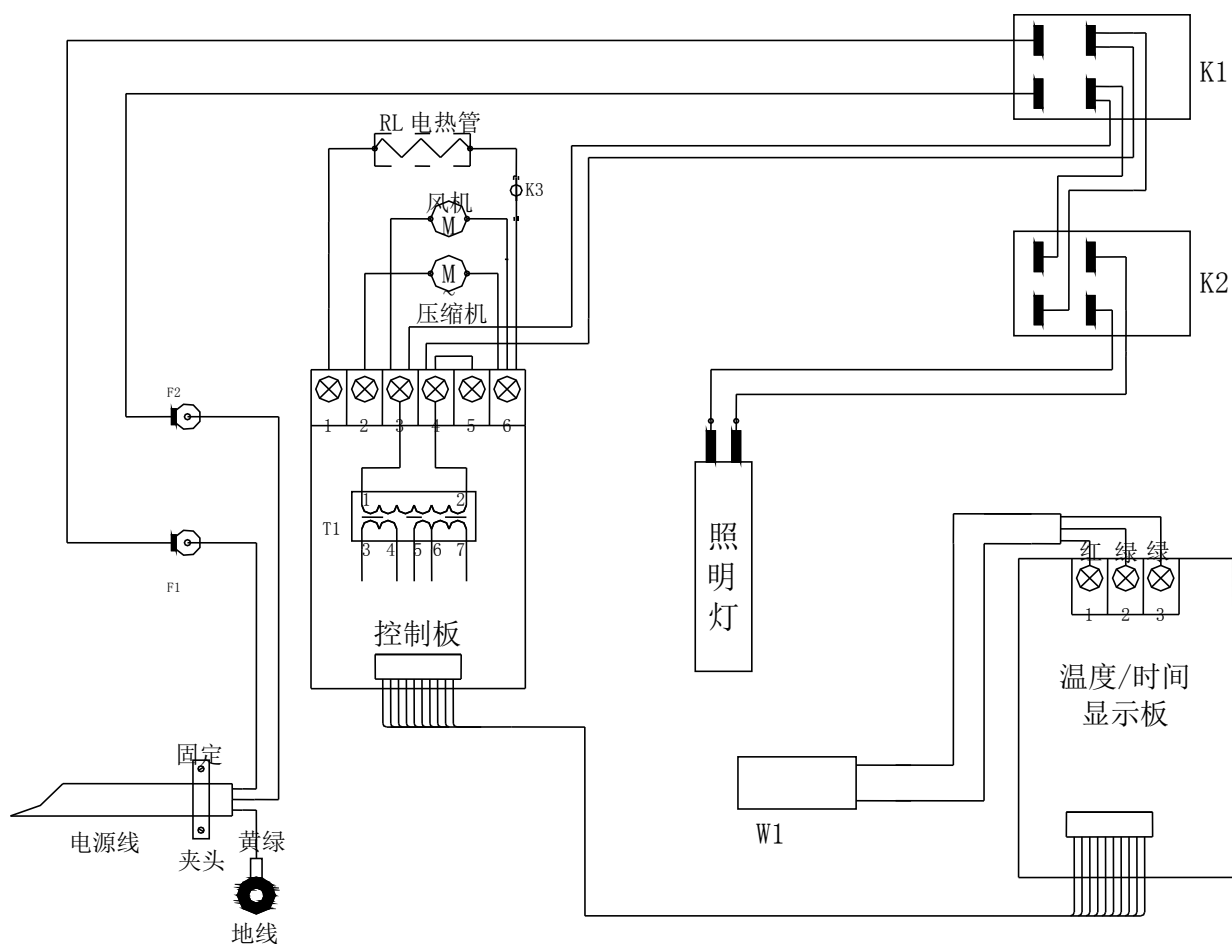 K1
RL 电热管
K3
风机
M
K2
M
~
压缩机
F2
1 2 3 4 5 6
1 2
T1
照明灯
3 4 5 6 7
红 绿 绿
F1
1 2 3
控制板
温度/时间
显示板
固定
W1
电源线
黄绿
夹头
地线